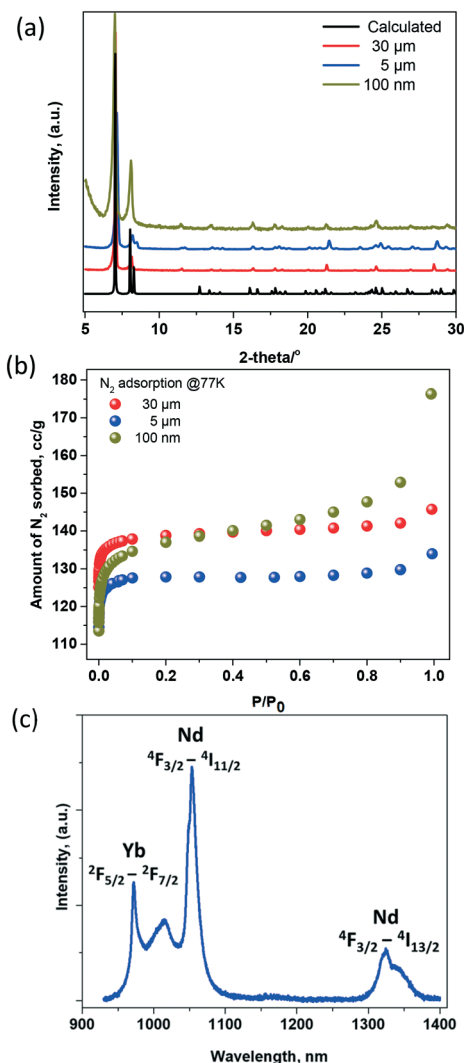 (a)
Calculated
30 μm
5 μm
100 nm
Intensity, (a.u.)
5 10 15 20 25 30
2-theta/°
(b)
N₂ adsorption @77K
30 μm
5 μm
100 nm
180
170
160
150
140
130
120
110
Amount of N₂ sorbed, cc/g
0.0 0.2 0.4 0.6 0.8 1.0
P/P₀
(c)
Nd
⁴F₃/₂ – ⁴I₁₁/₂
Yb
²F₅/₂ – ²F₇/₂
Nd
⁴F₃/₂ – ⁴I₁₃/₂
Intensity, (a.u.)
900 1000 1100 1200 1300 1400
Wavelength, nm